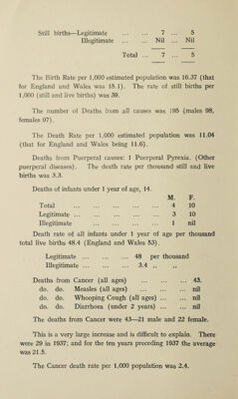 Still births—Legitimate ... ... 7 ... 5
Illegitimate ... ... Nil ... Nil
Total ... 7 ... 5
The Birth Rate per 1,000 estimated population was 16.37 (that
for England and Wales was 15.1). The rate of still births per
1,000 (still and live births) was 39.
The number of Deaths from all causes was 195 (males 98,
females 97).
The Death Rate per 1,000 estimated population was 11.04
(that for England and Wales being 11.6).
Deaths from Puerperal causes: 1 Puerperal Pyrexia. (Other
puerperal diseases). The death rate per thousand still and live
births was 3.3.
Deaths of infants under 1 year of age, 14.
M. F.
Total ... ... ... ... ... 4 10
Legitimate ... ... ... ... ... 3 10
Illegitimate ... ... ... ... 1 nil
Death rate of all infants under 1 year of age per thousand
total live births 48.4 (England and Wales 53).
Legitimate ... ... ... 48 per thousand
Illegitimate ... ... ... 3.4 ,, ,,
Deaths from Cancer (all ages) ... ... ... 43.
do. do. Measles (all ages) ... ... ... nil
do. do. Whooping Cough (all ages) ... ... nil
do. do. Diarrhoea (under 2 years) ... ... nil
The deaths from Cancer were 43—21 male and 22 female.
This is a very large increase and is difficult to explain. There
were 29 in 1937; and for the ten years preceding 1937 the average
was 21.5.
The Cancer death rate per 1,000 population was 2.4.